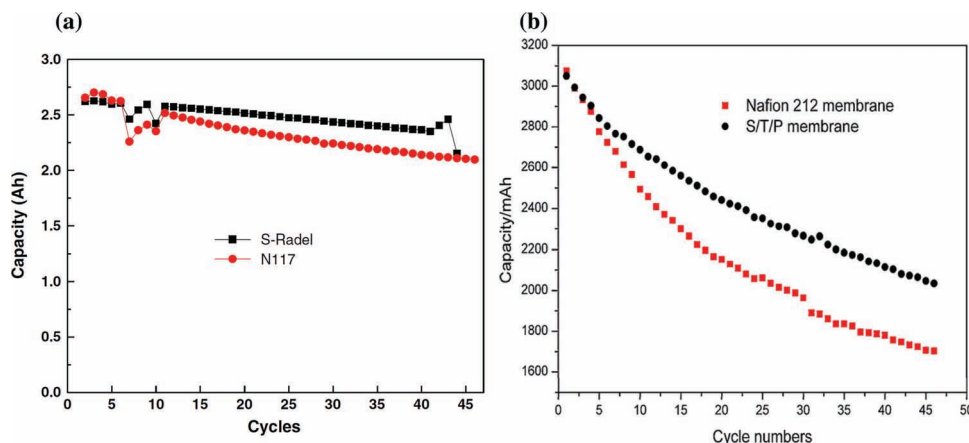 (a)
3.0
2.5
2.0
1.5
1.0
0.5
0.0
Capacity (Ah)
S-Radel
N117
0 5 10 15 20 25 30 35 40 45
Cycles
(b)
3200
3000
2800
2600
2400
2200
2000
1800
1600
Capacity/mAh
Nafion 212 membrane
S/T/P membrane
0 5 10 15 20 25 30 35 40 45 50
Cycle numbers